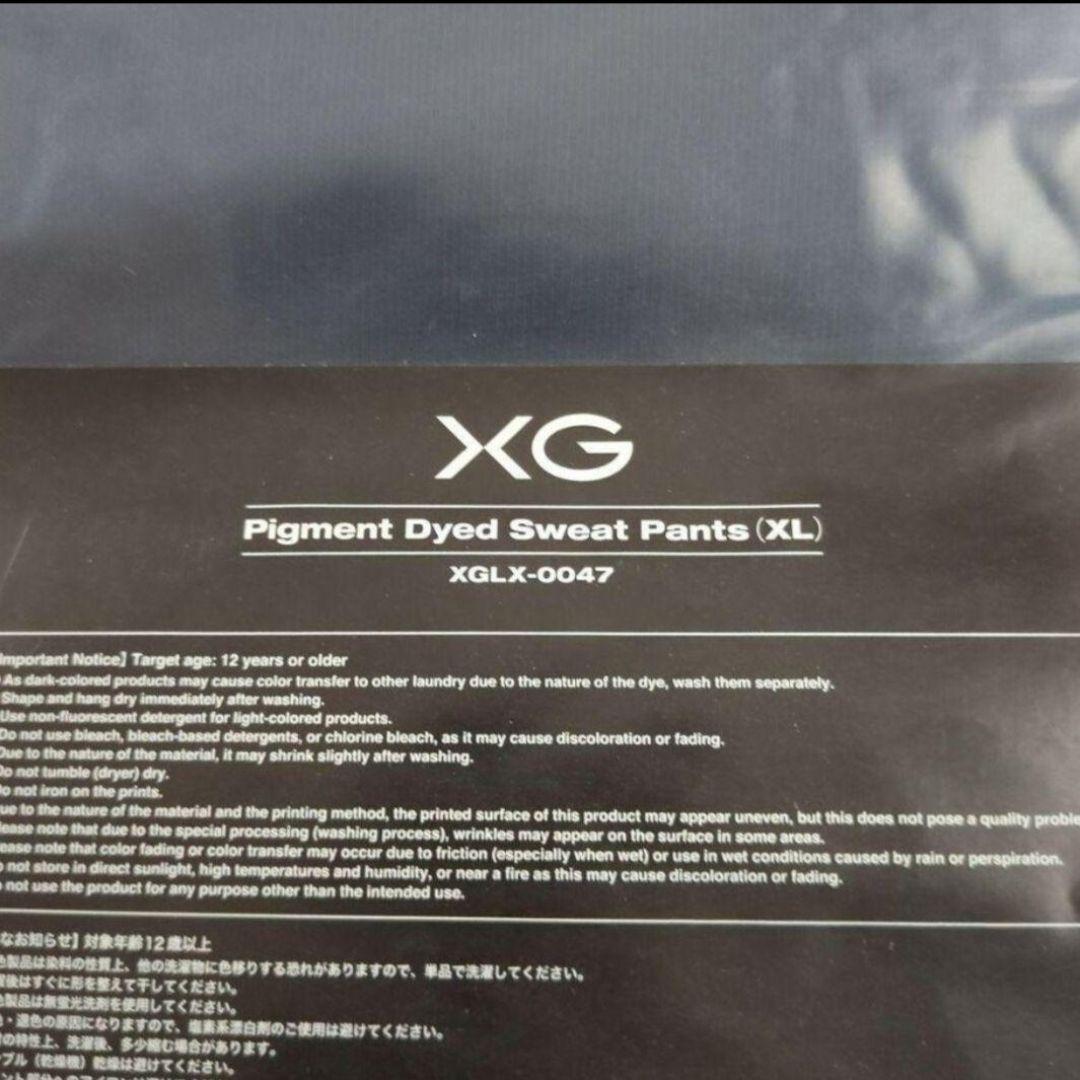 XG
Pigment Dyed Sweat Pants(XL)
XGLX-0047
Important Notice】Target age: 12 years or older
As dark-colored products may cause color transfer to other laundry due to the nature of the dye, wash them separately.
Shape and hang dry immediately after washing.
Use non-fluorescent detergent for light-colored products.
Do not use bleach, bleach-based detergents, or chlorine bleach, as it may cause discoloration or fading.
Due to the nature of the material, it may shrink slightly after washing.
Do not tumble (dryer) dry.
o not iron on the prints.
ue to the nature of the material and the printing method, the printed surface of this product may appear uneven, but this does not pose a quality proble
lease note that due to the special processing (washing process), wrinkles may appear on the surface in some areas.
ease note that color fading or color transfer may occur due to friction (especially when wet) or use in wet conditions caused by rain or perspiration.
o not store in direct sunlight, high temperatures and humidity, or near a fire as this may cause discoloration or fading.
o not use the product for any purpose other than the intended use.
なお知らせ】対象年齢12歳以上
色製品は染料の性質上、他の洗濯物に色移りする恐れがありますので、単品で洗濯してください。
濯後はすぐに形を整えて干してください。
色製品は無蛍光洗剤を使用してください。
・退色の原因になりますので、塩素系漂白剤のご使用は避けてください。
の特性上、洗濯後、多少縮む場合があります。
ブル(乾燥機)乾燥は避けてください。